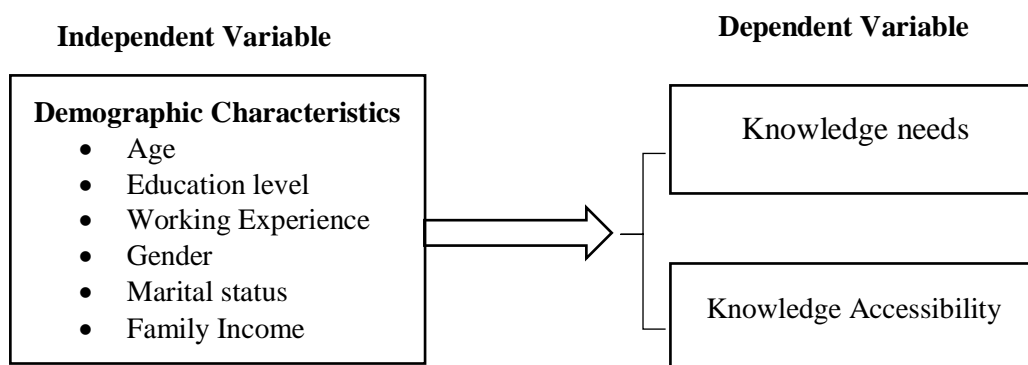 Independent Variable
Dependent Variable
Demographic Characteristics
• Age
• Education level
• Working Experience
• Gender
• Marital status
• Family Income
Knowledge needs
Knowledge Accessibility